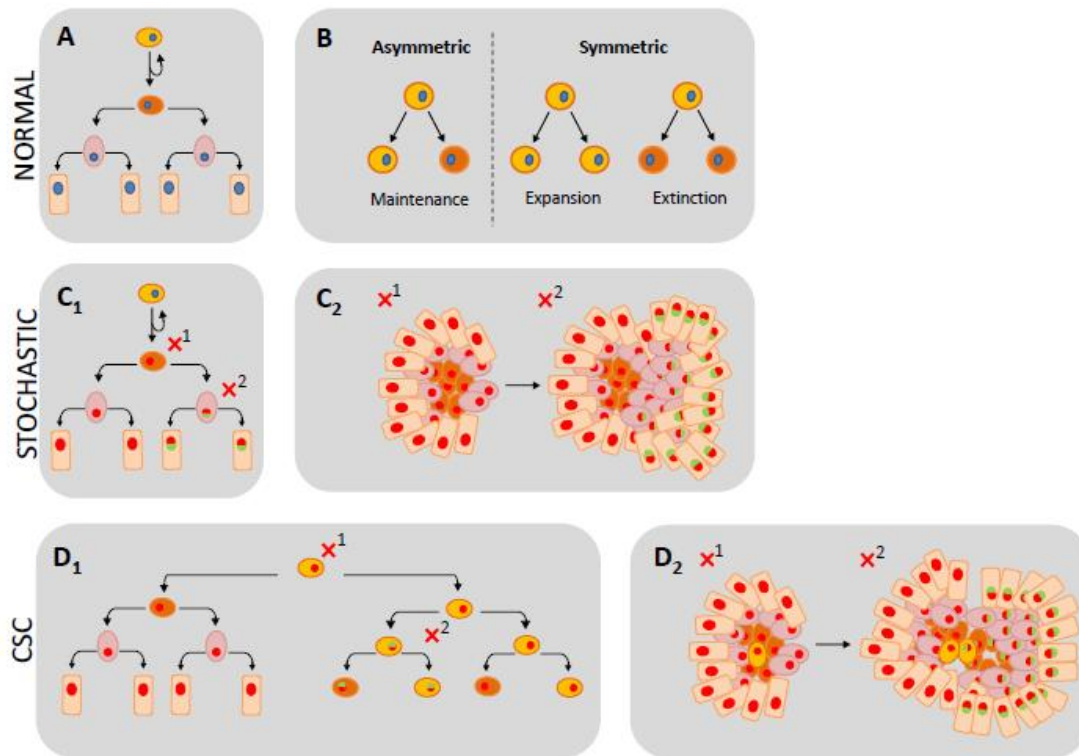 NORMAL
A
B
Asymmetric
Symmetric
Maintenance
Expansion
Extinction
STOCHASTIC
C₁
×¹
×²
C₂
×¹
×²
CSC
D₁
×¹
×²
D₂
×¹
×²